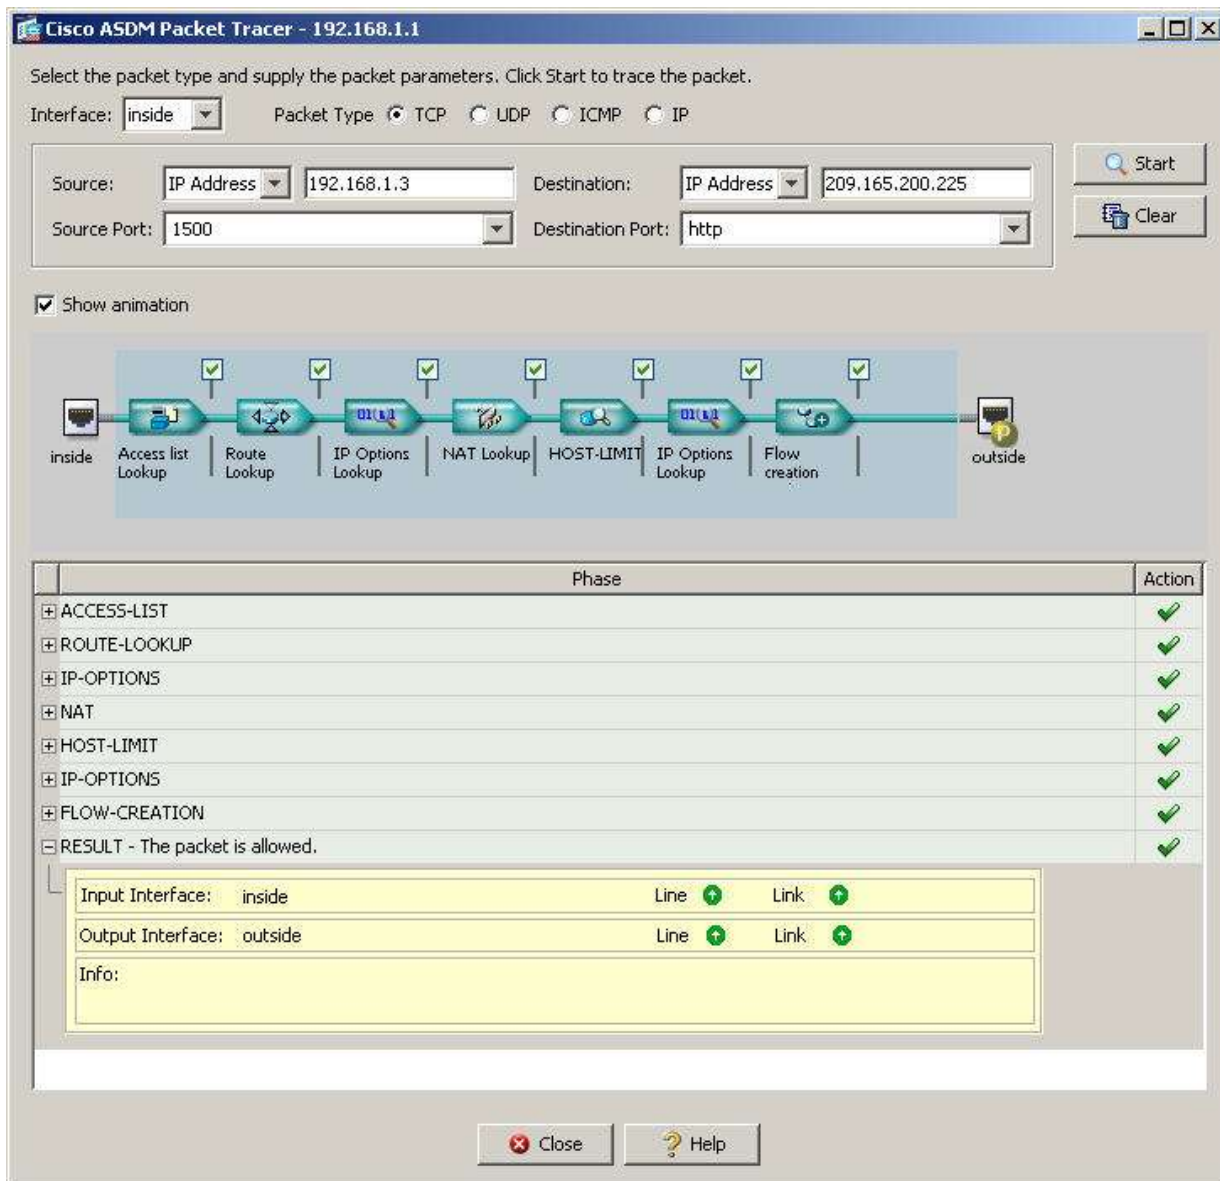 Cisco ASDM Packet Tracer - 192.168.1.1
Select the packet type and supply the packet parameters. Click Start to trace the packet.
Interface: inside Packet Type TCP UDP ICMP IP
Source: IP Address 192.168.1.3 Destination: IP Address 209.165.200.225 Start
Source Port: 1500 Destination Port: http Clear
Show animation
inside
Access list Lookup
Route Lookup
IP Options Lookup
NAT Lookup
HOST-LIMIT
IP Options Lookup
Flow creation
outside
Phase Action
ACCESS-LIST
ROUTE-LOOKUP
IP-OPTIONS
NAT
HOST-LIMIT
IP-OPTIONS
FLOW-CREATION
RESULT - The packet is allowed.
Input Interface: inside Line Link
Output Interface: outside Line Link
Info:
Close Help